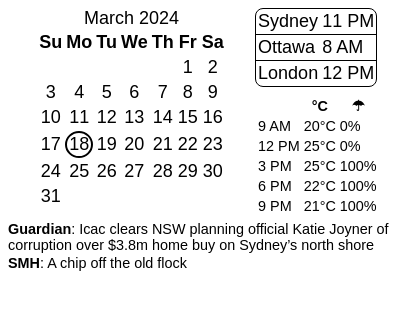 March 2024
Su Mo Tu We Th Fr Sa
1 2
3 4 5 6 7 8 9
10 11 12 13 14 15 16
17 18 19 20 21 22 23
24 25 26 27 28 29 30
31
Sydney 11 PM
Ottawa 8 AM
London 12 PM
°C ☂
9 AM 20°C 0%
12 PM 25°C 0%
3 PM 25°C 100%
6 PM 22°C 100%
9 PM 21°C 100%
Guardian: Icac clears NSW planning official Katie Joyner of
corruption over $3.8m home buy on Sydney’s north shore
SMH: A chip off the old flock